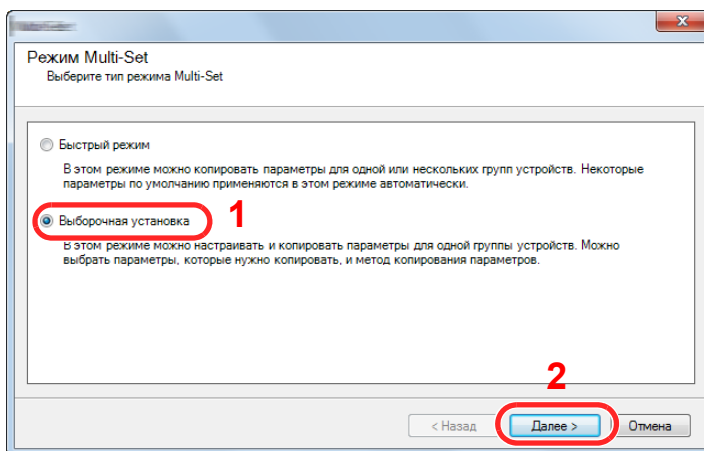 Режим Multi-Set
Выберите тип режима Multi-Set
Быстрый режим
В этом режиме можно копировать параметры для одной или нескольких групп устройств. Некоторые
параметры по умолчанию применяются в этом режиме автоматически.
Выборочная установка 1
В этом режиме можно настраивать и копировать параметры для одной группы устройств. Можно
выбрать параметры, которые нужно копировать, и метод копирования параметров.
2
< Назад Далее > Отмена